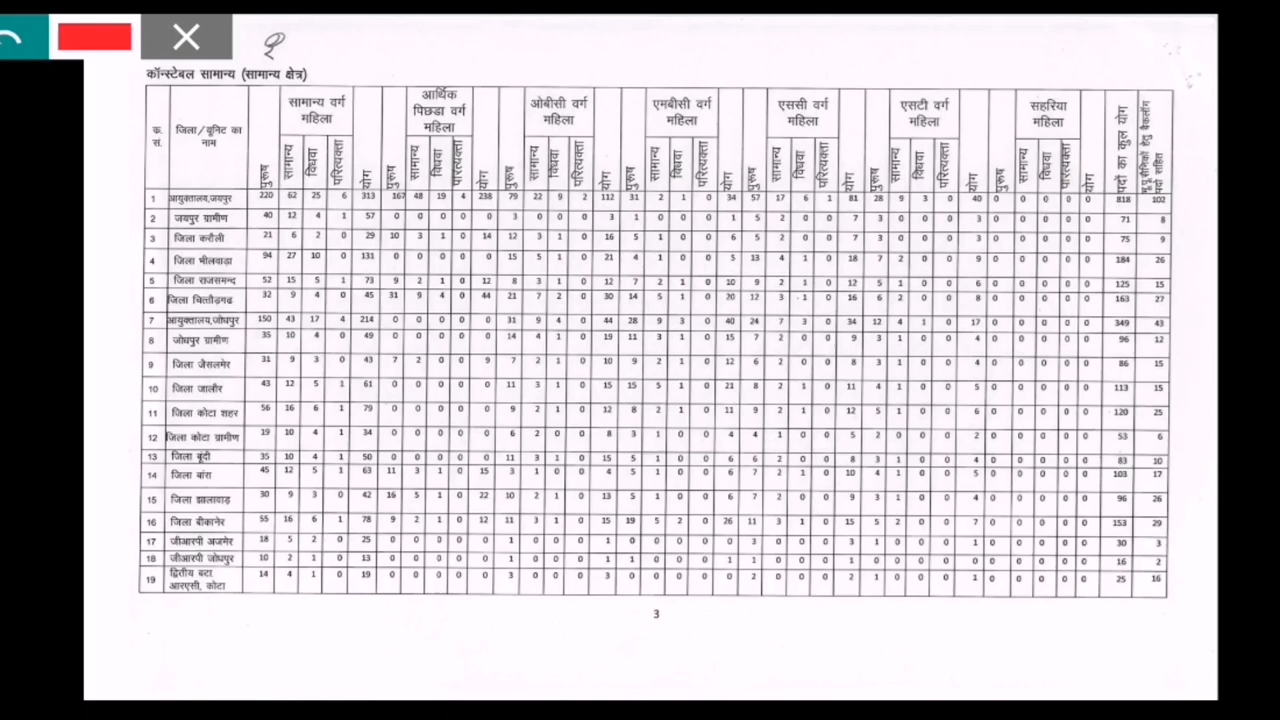 २
कॉन्स्टेबल सामान्य (सामान्य क्षेत्र)
क्र. सं. जिला/यूनिट का नाम पुरूष सामान्य वर्ग महिला सामान्य विधवा परित्यक्ता योग पुरूष आर्थिक पिछडा वर्ग महिला सामान्य विधवा परित्यक्ता योग पुरूष ओबीसी वर्ग महिला सामान्य विधवा परित्यक्ता योग पुरूष एमबीसी वर्ग महिला सामान्य विधवा परित्यक्ता योग पुरूष एससी वर्ग महिला सामान्य विधवा परित्यक्ता योग पुरूष एसटी वर्ग महिला सामान्य विधवा परित्यक्ता योग पुरूष सहरिया महिला सामान्य विधवा परित्यक्ता योग पदों का कुल योग भू.पू.सैनिकों हेतु बैकलॉग पदों सहित
1 आयुक्तालय,जयपुर 220 62 25 6 313 167 48 19 4 238 79 22 9 2 112 31 2 1 0 34 57 17 6 1 81 28 9 3 0 40 0 0 0 0 0 818 102
2 जयपुर ग्रामीण 40 12 4 1 57 0 0 0 0 0 3 0 0 0 3 1 0 0 0 1 5 2 0 0 7 3 0 0 0 3 0 0 0 0 0 71 8
3 जिला करौली 21 6 2 0 29 10 3 1 0 14 12 3 1 0 16 5 1 0 0 6 5 2 0 0 7 3 0 0 0 3 0 0 0 0 0 75 9
4 जिला भीलवाडा 94 27 10 0 131 0 0 0 0 0 15 5 1 0 21 4 1 0 0 5 13 4 1 0 18 7 2 0 0 9 0 0 0 0 0 184 26
5 जिला राजसमन्द 52 15 5 1 73 9 2 1 0 12 8 3 1 0 12 7 2 1 0 10 9 2 1 0 12 5 1 0 0 6 0 0 0 0 0 125 15
6 जिला चित्तौड़गढ 32 9 4 0 45 31 9 4 0 44 21 7 2 0 30 14 5 1 0 20 12 3 1 0 16 6 2 0 0 8 0 0 0 0 0 163 27
7 आयुक्तालय,जोधपुर 150 43 17 4 214 0 0 0 0 0 31 9 4 0 44 28 9 3 0 40 24 7 3 0 34 12 4 1 0 17 0 0 0 0 0 349 43
8 जोधपुर ग्रामीण 35 10 4 0 49 0 0 0 0 0 14 4 1 0 19 11 3 1 0 15 7 2 0 0 9 3 1 0 0 4 0 0 0 0 0 96 12
9 जिला जैसलमेर 31 9 3 0 43 7 2 0 0 9 7 2 1 0 10 9 2 1 0 12 6 2 0 0 8 3 1 0 0 4 0 0 0 0 0 86 15
10 जिला जालौर 43 12 5 1 61 0 0 0 0 0 11 3 1 0 15 15 5 1 0 21 8 2 1 0 11 4 1 0 0 5 0 0 0 0 0 113 15
11 जिला कोटा शहर 56 16 6 1 79 0 0 0 0 0 9 2 1 0 12 8 2 1 0 11 9 2 1 0 12 5 1 0 0 6 0 0 0 0 0 120 25
12 जिला कोटा ग्रामीण 19 10 4 1 34 0 0 0 0 0 6 2 0 0 8 3 1 0 0 4 4 1 0 0 5 2 0 0 0 2 0 0 0 0 0 53 6
13 जिला बूंदी 35 10 4 1 50 0 0 0 0 0 11 3 1 0 15 5 1 0 0 6 6 2 0 0 8 3 1 0 0 4 0 0 0 0 0 83 10
14 जिला बांरा 45 12 5 1 63 11 3 1 0 15 3 1 0 0 4 5 1 0 0 6 7 2 1 0 10 4 1 0 0 5 0 0 0 0 0 103 17
15 जिला झालावाड़ 30 9 3 0 42 16 5 1 0 22 10 2 1 0 13 5 1 0 0 6 7 2 0 0 9 3 1 0 0 4 0 0 0 0 0 96 26
16 जिला बीकानेर 55 16 6 1 78 9 2 1 0 12 11 3 1 0 15 19 5 2 0 26 11 3 1 0 15 5 2 0 0 7 0 0 0 0 0 153 29
17 जीआरपी अजमेर 18 5 2 0 25 0 0 0 0 0 1 0 0 0 1 0 0 0 0 0 3 0 0 0 3 1 0 0 0 1 0 0 0 0 0 30 3
18 जीआरपी जोधपुर 10 2 1 0 13 0 0 0 0 0 1 0 0 0 1 1 0 0 0 1 1 0 0 0 1 0 0 0 0 0 0 0 0 0 0 16 2
19 द्वितीय बटा आरएसी, कोटा 14 4 1 0 19 0 0 0 0 0 3 0 0 0 3 0 0 0 0 0 2 0 0 0 2 1 0 0 0 1 0 0 0 0 0 25 16
3